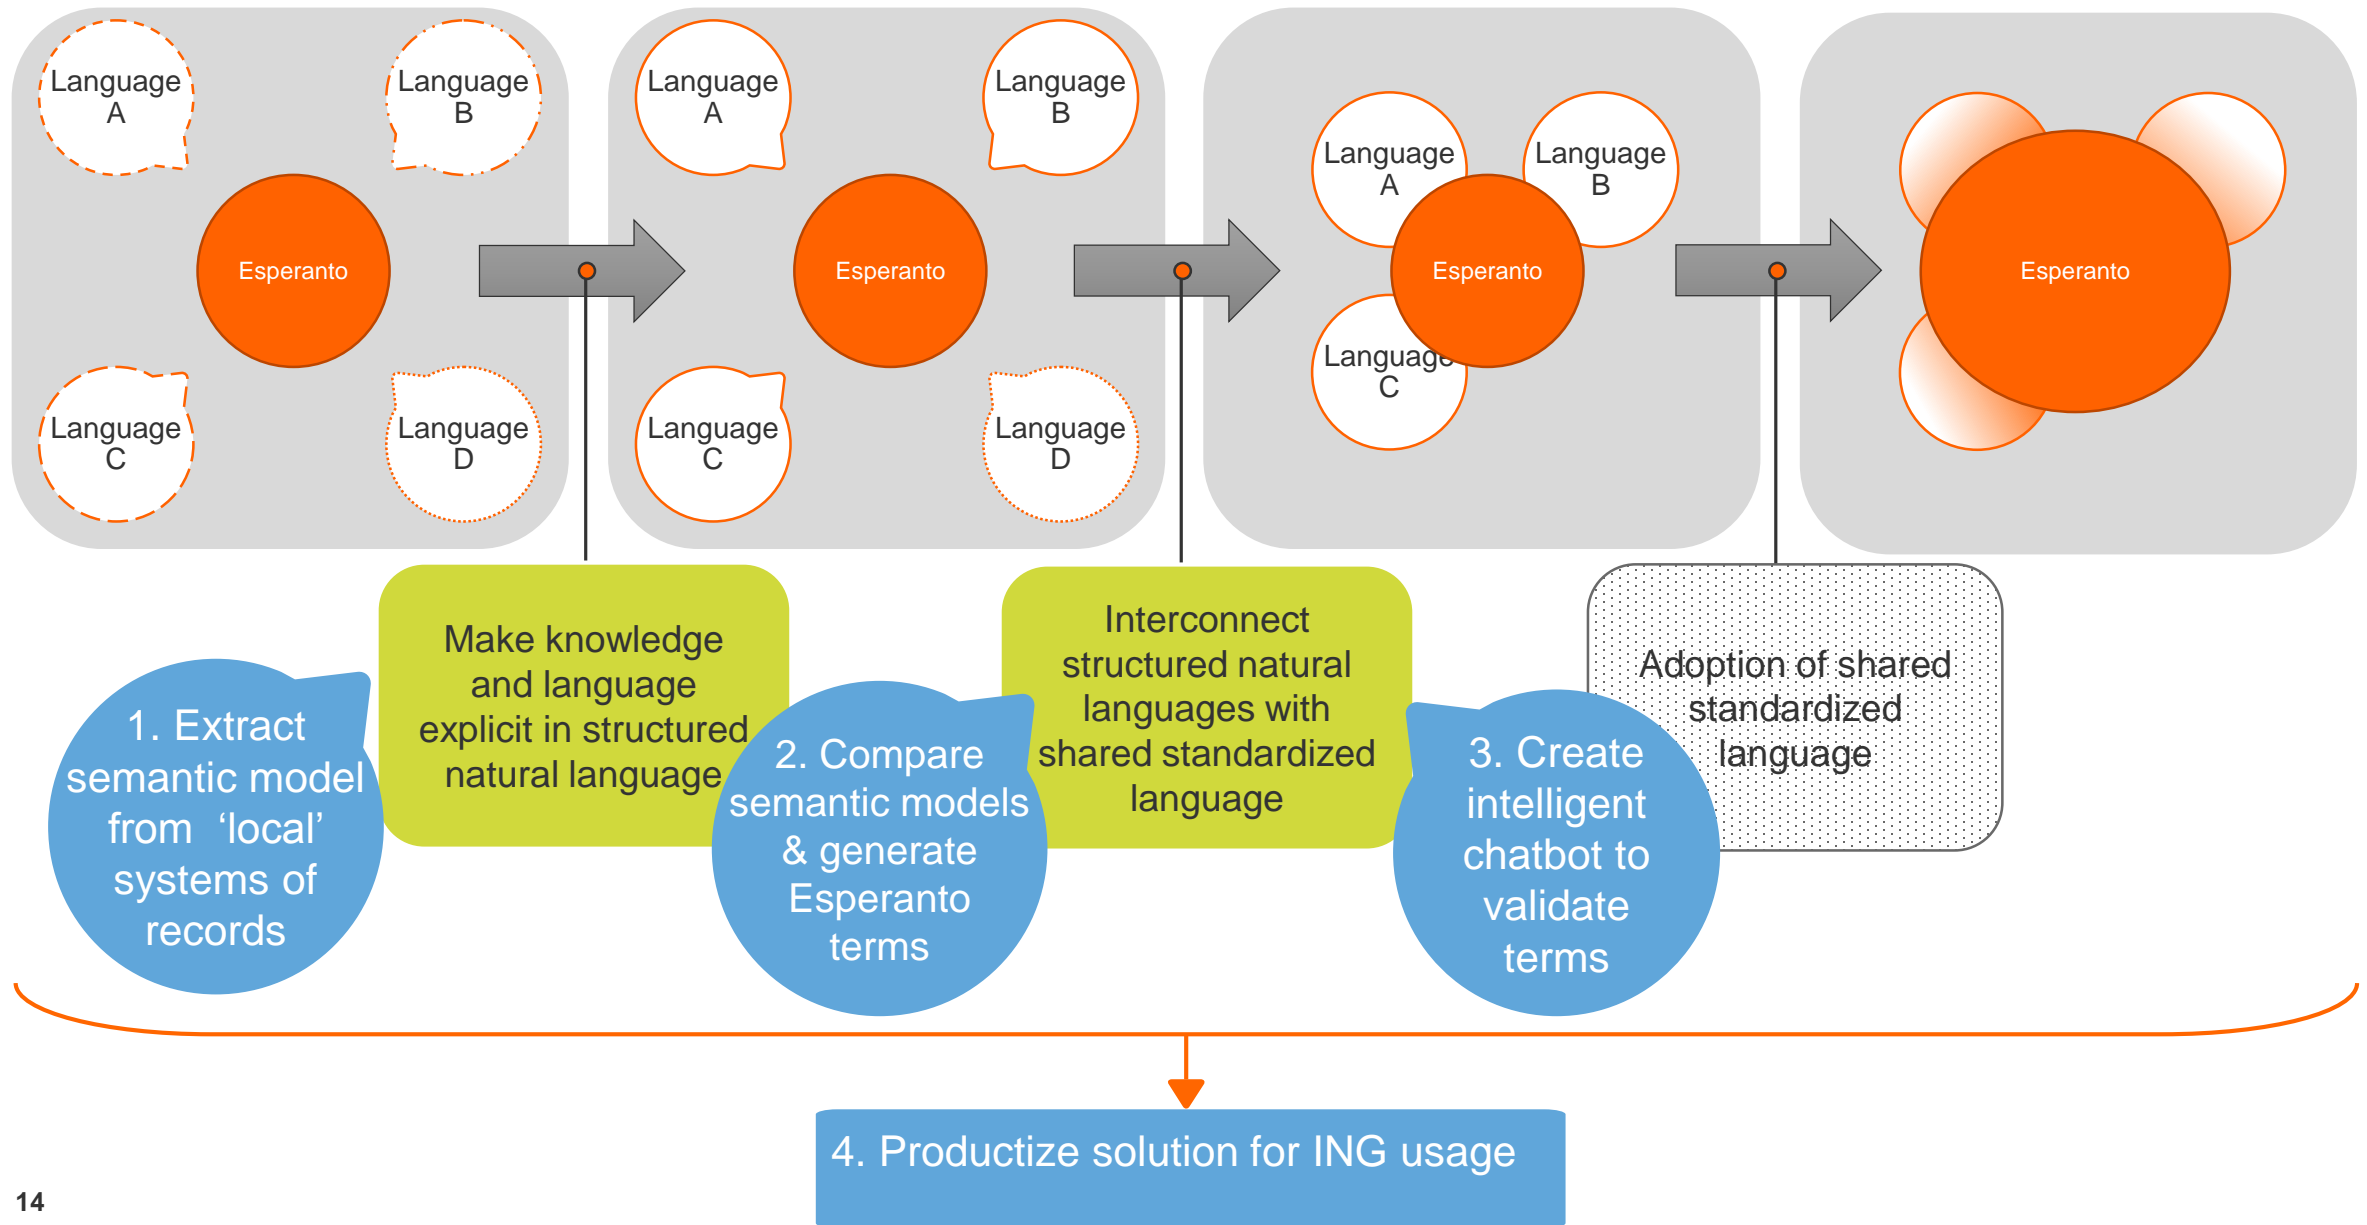 Language
A
Language
B
Esperanto
Language
C
Language
D
Language
A
Language
B
Esperanto
Language
C
Language
D
Language
A
Language
B
Esperanto
Language
C
Esperanto
Make knowledge
and language
explicit in structured
natural language
Interconnect
structured natural
languages with
shared standardized
language
Adoption of shared
standardized
language
1. Extract
semantic model
from ‘local’
systems of
records
2. Compare
semantic models
& generate
Esperanto
terms
3. Create
intelligent
chatbot to
validate
terms
4. Productize solution for ING usage
14